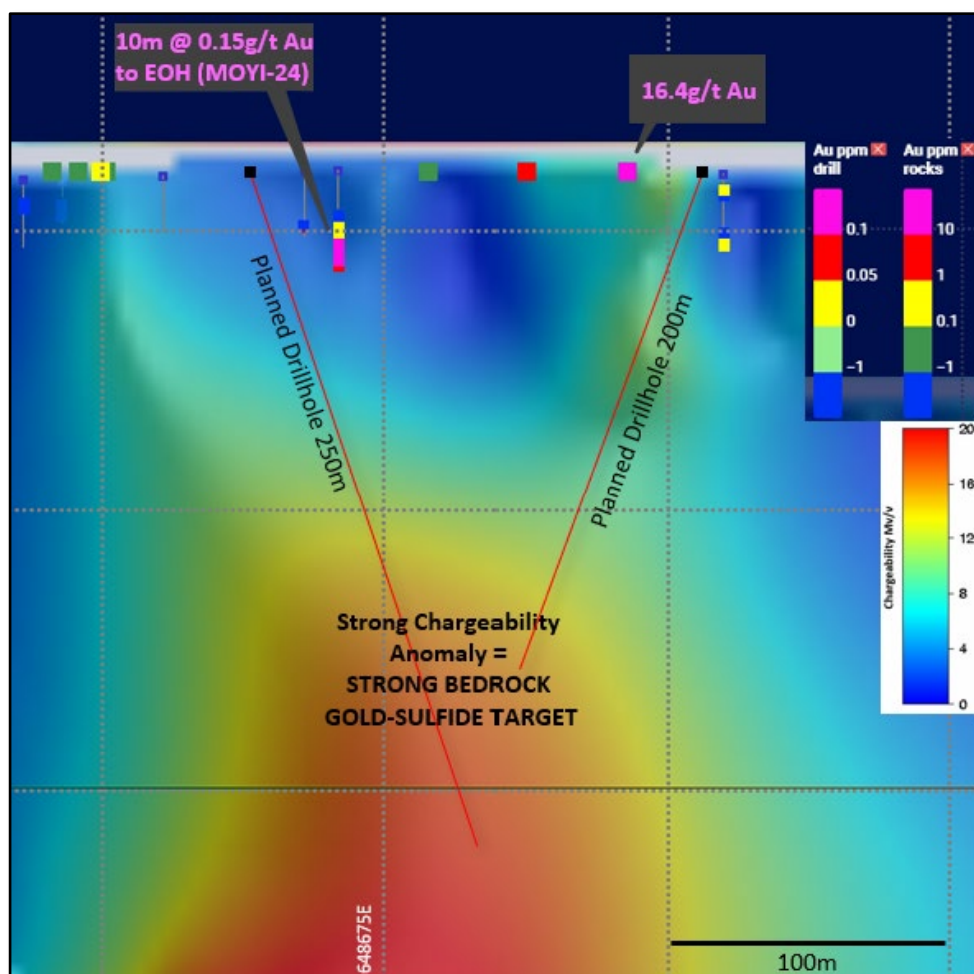 10m @ 0.15g/t Au
to EOH (MOYI-24)
16.4g/t Au
Au ppm
drill
0.1
0.05
0
−1
Au ppm
rocks
10
1
0.1
−1
Planned Drillhole 250m
Planned Drillhole 200m
Chargeability Mv/v
20
16
12
8
4
0
Strong Chargeability
Anomaly =
STRONG BEDROCK
GOLD-SULFIDE TARGET
648675E
100m